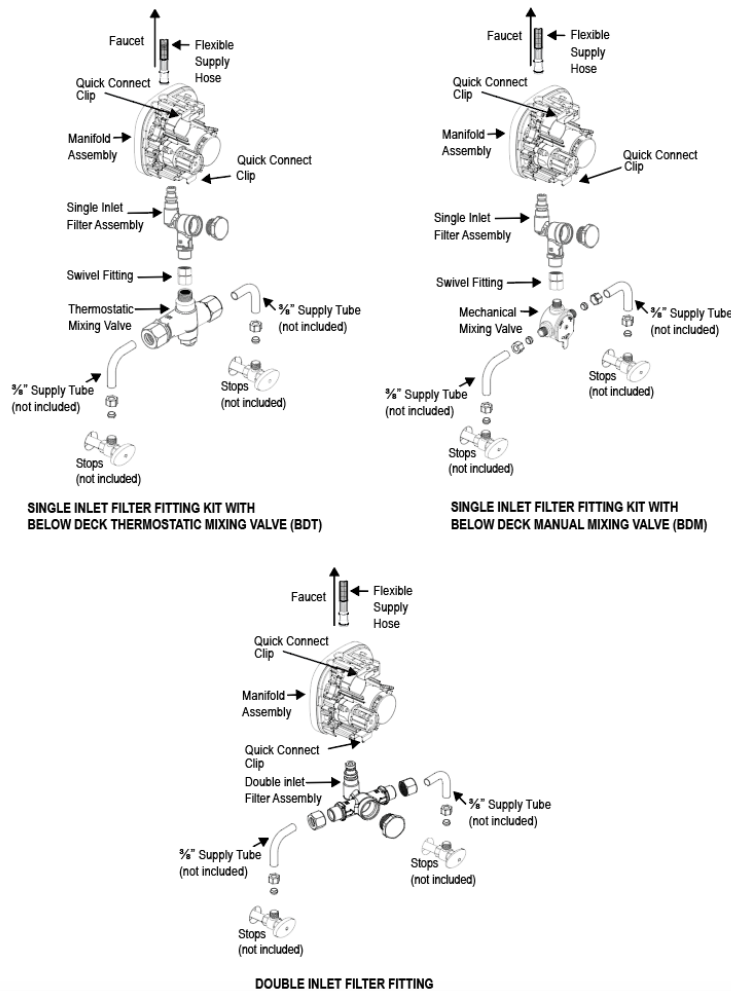 Faucet
Flexible
Supply
Hose
Quick Connect
Clip
Manifold
Assembly
Quick Connect
Clip
Single Inlet
Filter Assembly
Swivel Fitting
Thermostatic
Mixing Valve
⅜" Supply Tube
(not included)
⅜" Supply Tube
(not included)
Stops
(not included)
Stops
(not included)
SINGLE INLET FILTER FITTING KIT WITH
BELOW DECK THERMOSTATIC MIXING VALVE (BDT)
Faucet
Flexible
Supply
Hose
Quick Connect
Clip
Manifold
Assembly
Quick Connect
Clip
Single Inlet
Filter Assembly
Swivel Fitting
Mechanical
Mixing Valve
⅜" Supply Tube
(not included)
⅜" Supply Tube
(not included)
Stops
(not included)
Stops
(not included)
SINGLE INLET FILTER FITTING KIT WITH
BELOW DECK MANUAL MIXING VALVE (BDM)
Faucet
Flexible
Supply
Hose
Quick Connect
Clip
Manifold
Assembly
Quick Connect
Clip
Double inlet
Filter Assembly
⅜" Supply Tube
(not included)
⅜" Supply Tube
(not included)
Stops
(not included)
Stops
(not included)
DOUBLE INLET FILTER FITTING